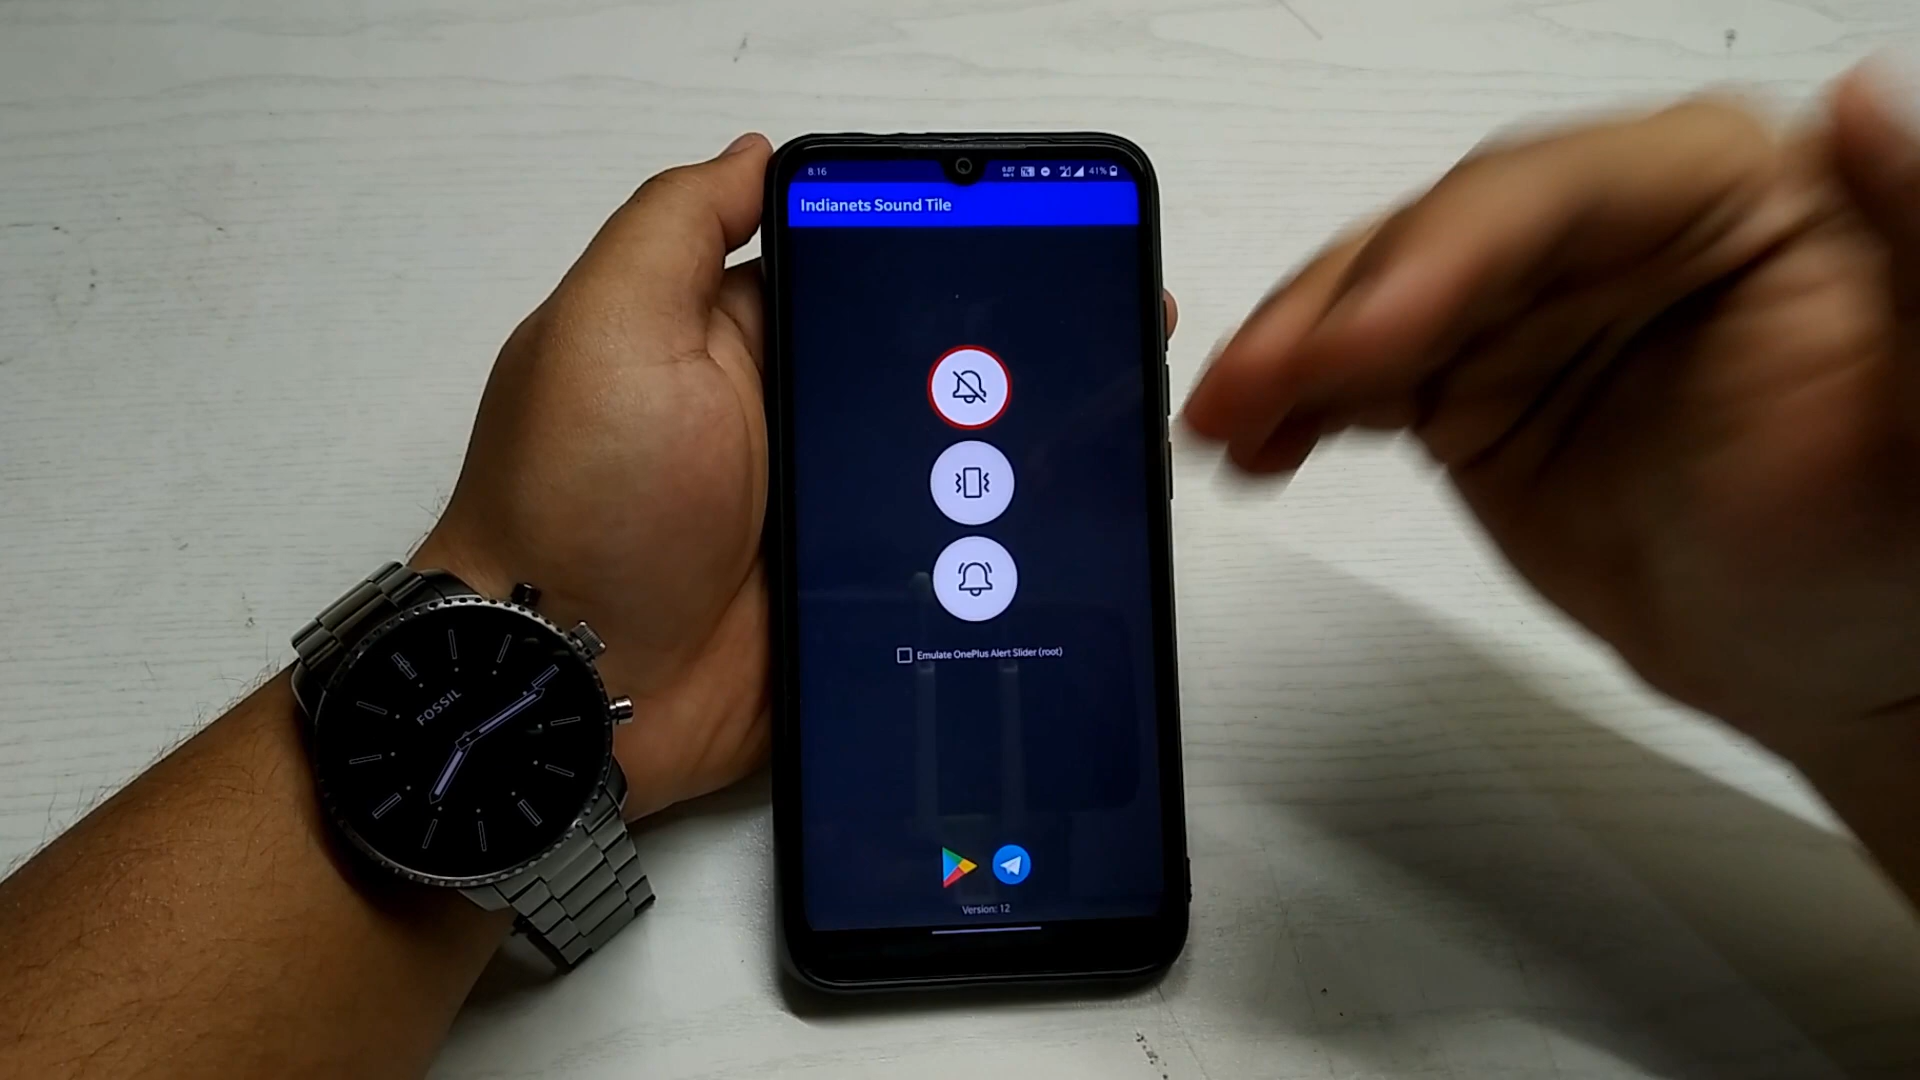 8.16
41%
Indianets Sound Tile
Emulate OnePlus Alert Slider (root)
Version: 12
FOSSIL